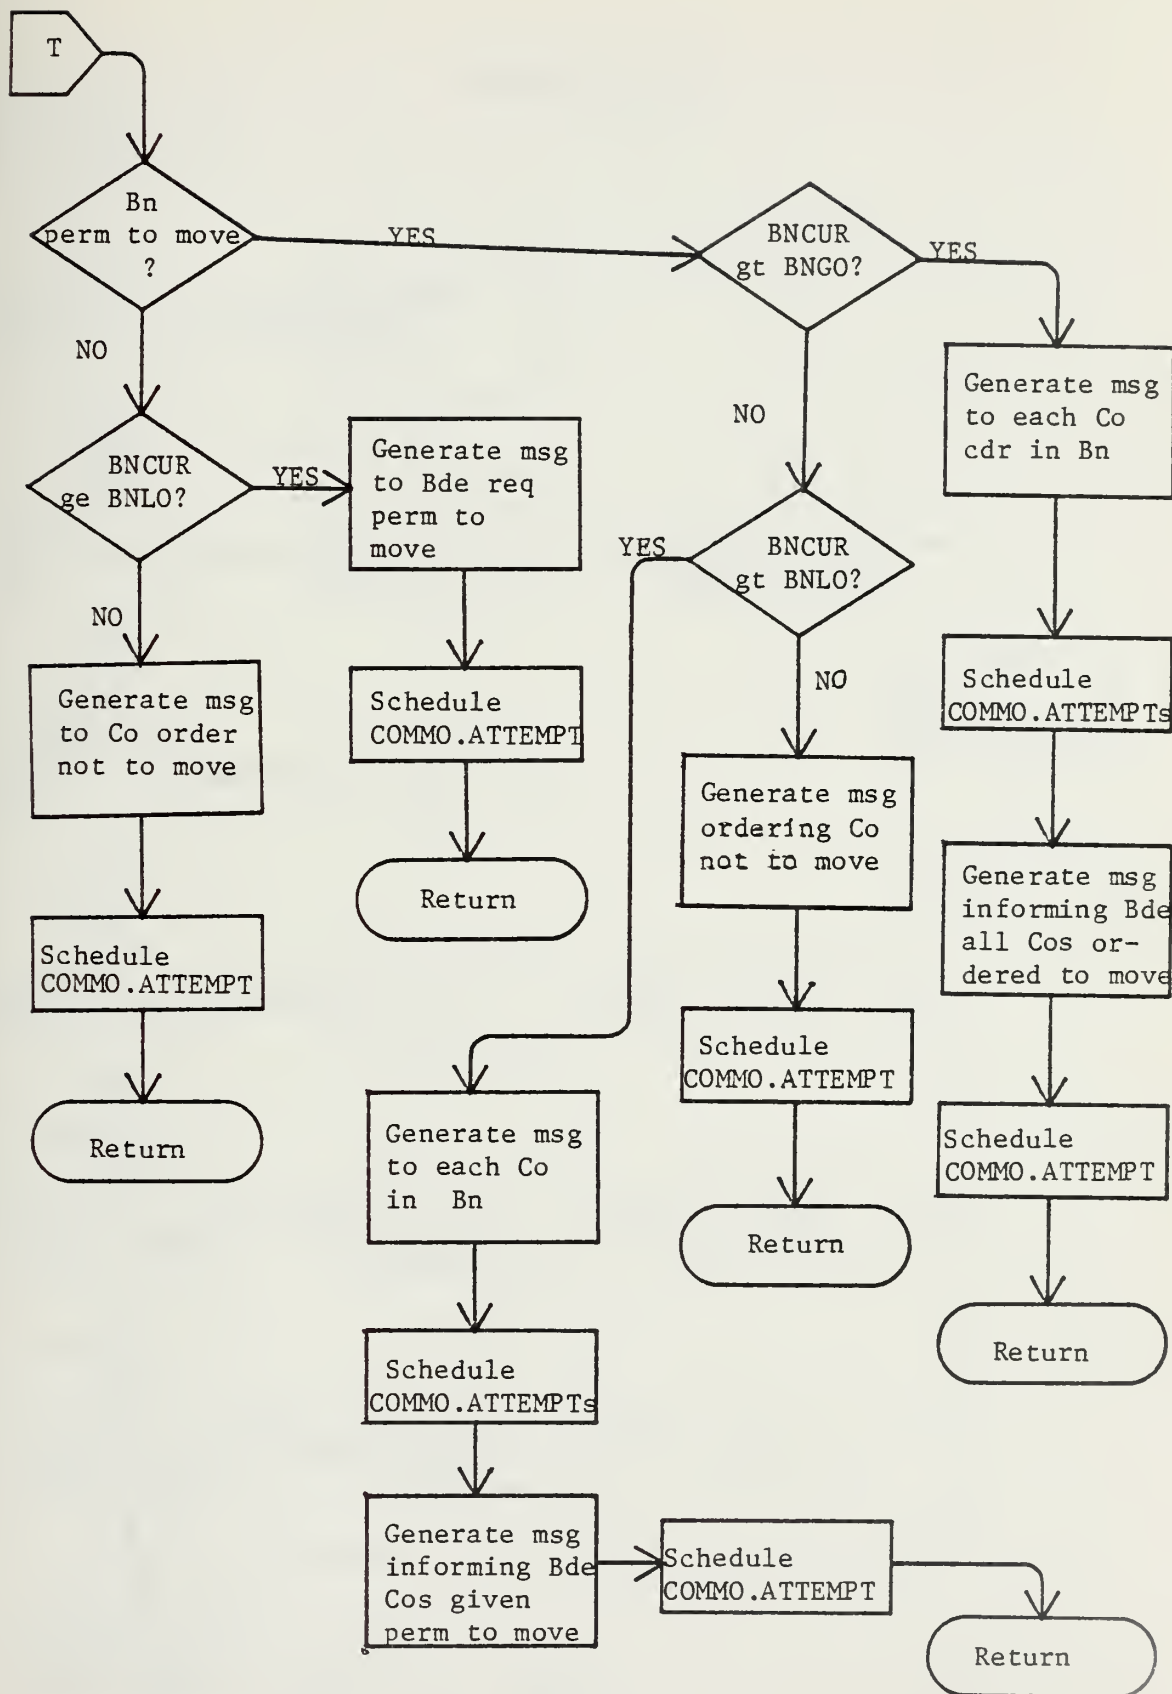 T
Bn
perm to move
?
YES
BNCUR
gt BNGO?
YES
NO
Generate msg
to each Co
cdr in Bn
NO
BNCUR
ge BNLO?
YES
Generate msg
to Bde req
perm to
move
YES
BNCUR
gt BNLO?
NO
NO
Generate msg
to Co order
not to move
Schedule
COMMO.ATTEMPT
Schedule
COMMO.ATTEMPTs
Generate msg
ordering Co
not to move
Return
Generate msg
informing Bde
all Cos or-
dered to move
Schedule
COMMO.ATTEMPT
Schedule
COMMO.ATTEMPT
Return
Generate msg
to each Co
in Bn
Schedule
COMMO.ATTEMPT
Return
Return
Schedule
COMMO.ATTEMPTs
Generate msg
informing Bde
Cos given
perm to move
Schedule
COMMO.ATTEMPT
Return